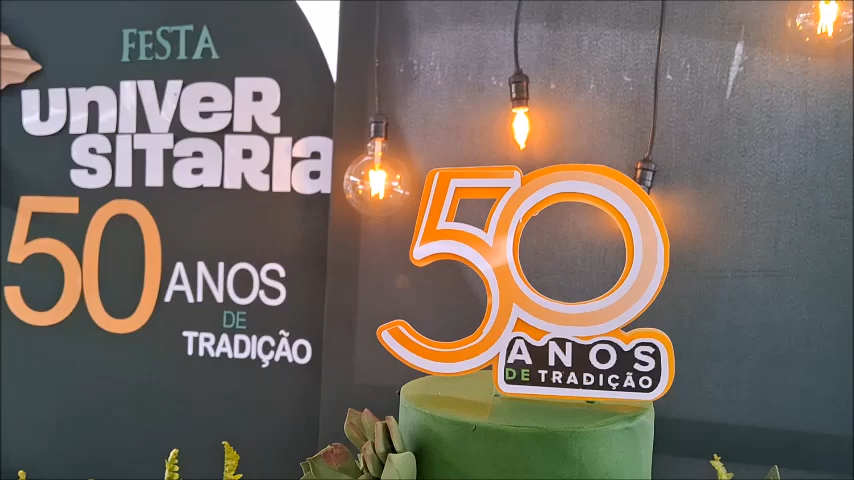 FESTA
UNIVER
SITARIA
50 ANOS
DE
TRADIÇÃO
50
ANOS
DE TRADIÇÃO